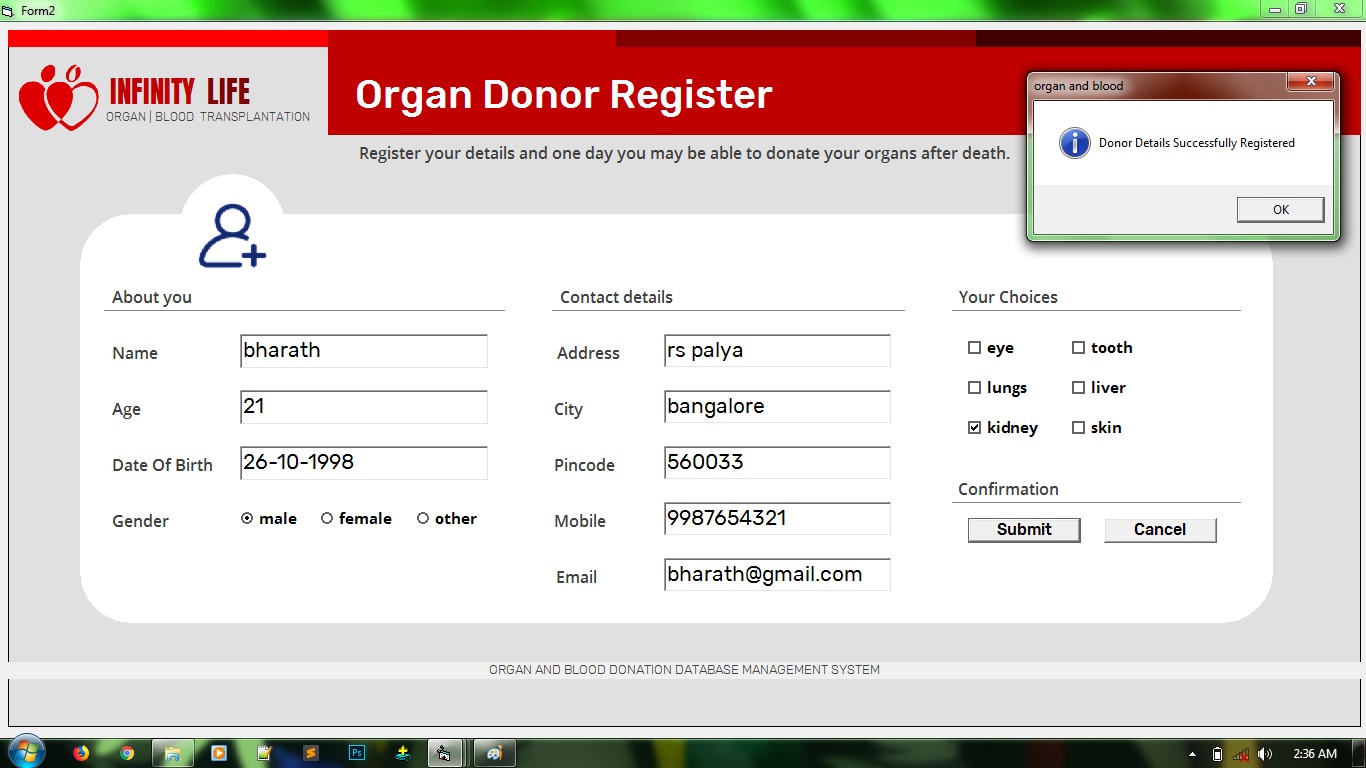 Form2
INFINITY LIFE
ORGAN | BLOOD TRANSPLANTATION
Organ Donor Register
Register your details and one day you may be able to donate your organs after death.
organ and blood
Donor Details Successfully Registered
OK
About you
Name bharath
Age 21
Date Of Birth 26-10-1998
Gender male female other
Contact details
Address rs palya
City bangalore
Pincode 560033
Mobile 9987654321
Email bharath@gmail.com
Your Choices
eye tooth
lungs liver
kidney skin
Confirmation
Submit Cancel
ORGAN AND BLOOD DONATION DATABASE MANAGEMENT SYSTEM
Ps
2:36 AM